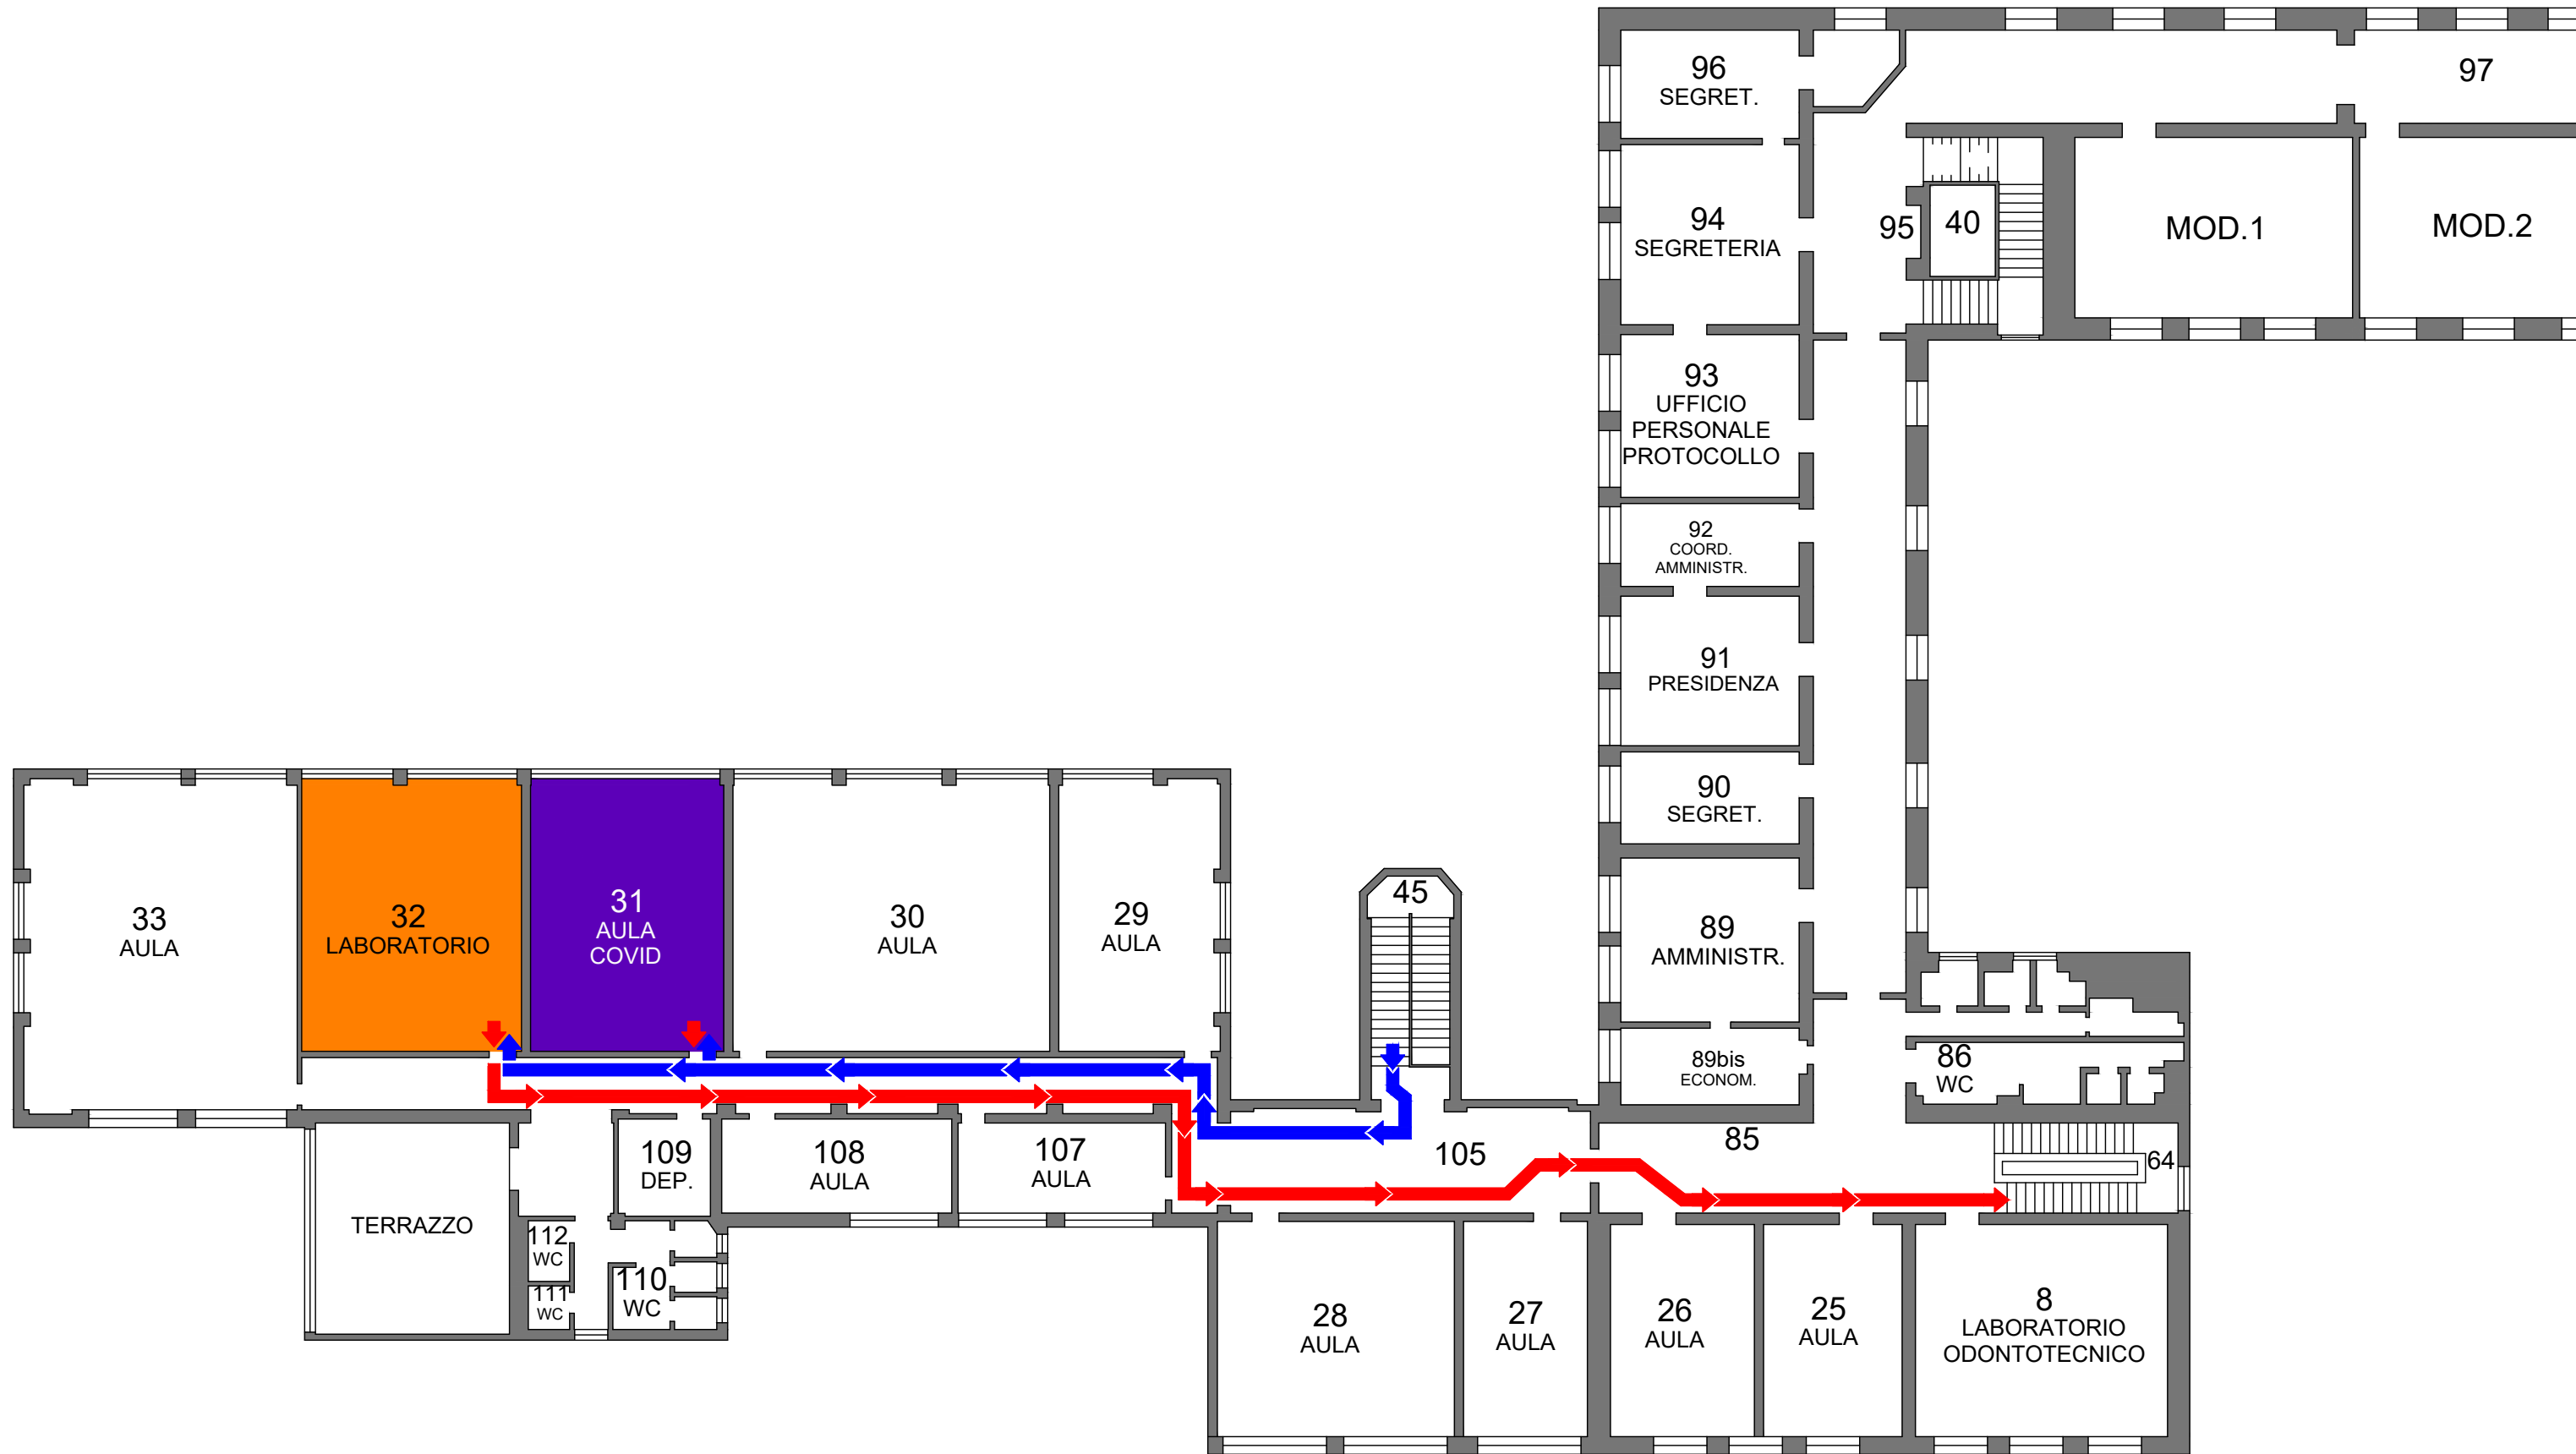 96
SEGRET.
97
94
SEGRETERIA
95
40
MOD.1
MOD.2
93
UFFICIO
PERSONALE
PROTOCOLLO
92
COORD.
AMMINISTR.
91
PRESIDENZA
90
SEGRET.
33
AULA
32
LABORATORIO
31
AULA
COVID
30
AULA
29
AULA
45
89
AMMINISTR.
89bis
ECONOM.
86
WC
109
DEP.
108
AULA
107
AULA
105
85
64
TERRAZZO
112
WC
111
WC
110
WC
28
AULA
27
AULA
26
AULA
25
AULA
8
LABORATORIO
ODONTOTECNICO